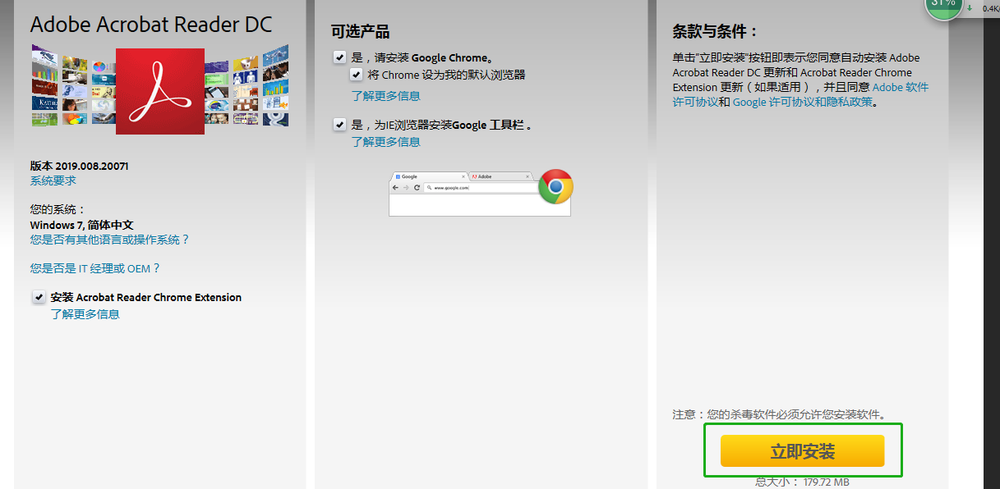 Adobe Acrobat Reader DC
版本 2019.008.20071
系统要求
您的系统：
Windows 7, 简体中文
您是否有其他语言或操作系统？
您是否是 IT 经理或 OEM？
安装 Acrobat Reader Chrome Extension
了解更多信息
可选产品
是，请安装 Google Chrome。
将 Chrome 设为我的默认浏览器
了解更多信息
是，为IE浏览器安装Google 工具栏 。
了解更多信息
Google
Adobe
www.google.com
条款与条件：
单击“立即安装”按钮即表示您同意自动安装 Adobe
Acrobat Reader DC 更新和 Acrobat Reader Chrome
Extension 更新（如果适用），并且同意 Adobe 软件
许可协议和 Google 许可协议和隐私政策。
注意：您的杀毒软件必须允许您安装软件。
立即安装
总大小： 179.72 MB
31%
0.4K/